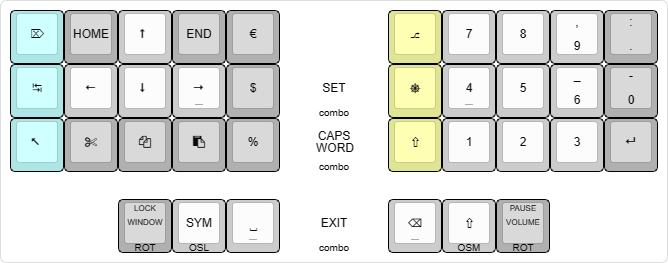 ⌦ HOME ↑ END € ⎇ 7 8 , :
9 .
↹ ← ↓ → $ SET ⎈ 4 5 – -
_ _ 6 0
combo
↖ ✄ % CAPS WORD ⇧ 1 2 3 ↵
combo
LOCK PAUSE
WINDOW SYM ⎵ EXIT ⌫ ⇧ VOLUME
_ _
ROT OSL combo OSM ROT